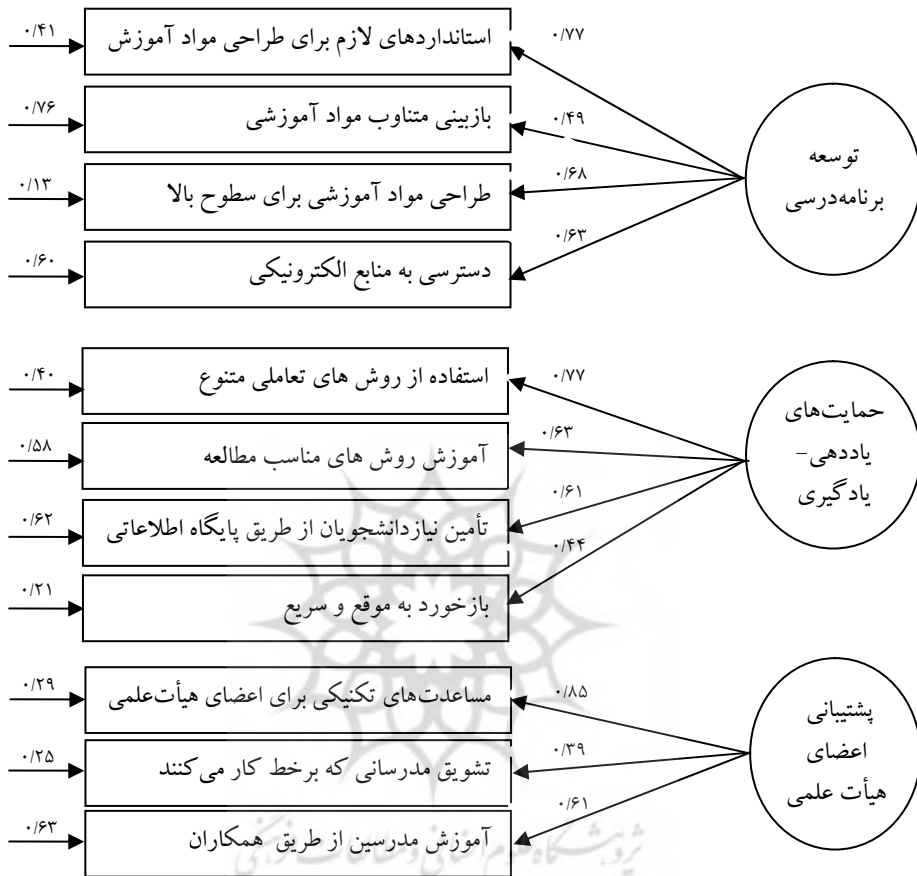 ۰/۷۷
استانداردهای لازم برای طراحی مواد آموزش
۰/۴۱
۰/۴۹
بازبینی متناوب مواد آموزشی
۰/۷۶
توسعه
برنامه‌درسی
۰/۶۸
طراحی مواد آموزشی برای سطوح بالا
۰/۱۳
۰/۶۳
دسترسی به منابع الکترونیکی
۰/۶۰
۰/۷۷
استفاده از روش های تعاملی متنوع
۰/۴۰
حمایت‌های
یاددهی–
یادگیری
۰/۶۳
آموزش روش های مناسب مطالعه
۰/۵۸
۰/۶۱
تأمین نیازدانشجویان از طریق پایگاه اطلاعاتی
۰/۶۲
۰/۴۴
بازخورد به موقع و سریع
۰/۲۱
۰/۸۵
مساعدت‌های تکنیکی برای اعضای هیأت‌علمی
۰/۲۹
پشتیبانی
اعضای
هیأت علمی
۰/۳۹
تشویق مدرسانی که برخط کار می‌کنند
۰/۲۵
۰/۶۱
آموزش مدرسین از طریق همکاران
۰/۶۳
پژوهشگاه علوم انسانی و مطالعات فرهنگی